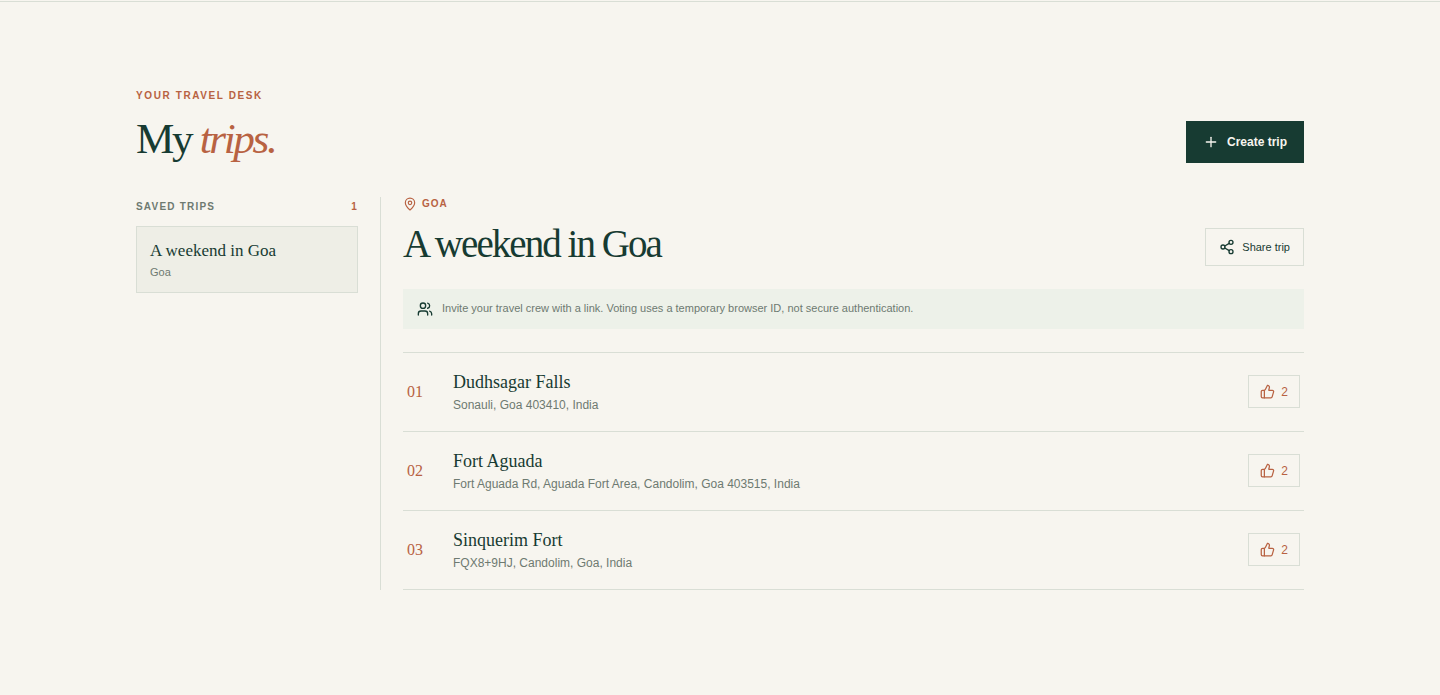 YOUR TRAVEL DESK
My trips.
Create trip
SAVED TRIPS 1
A weekend in Goa
Goa
GOA
A weekend in Goa
Share trip
Invite your travel crew with a link. Voting uses a temporary browser ID, not secure authentication.
01
Dudhsagar Falls
Sonauli, Goa 403410, India
2
02
Fort Aguada
Fort Aguada Rd, Aguada Fort Area, Candolim, Goa 403515, India
2
03
Sinquerim Fort
FQX8+9HJ, Candolim, Goa, India
2